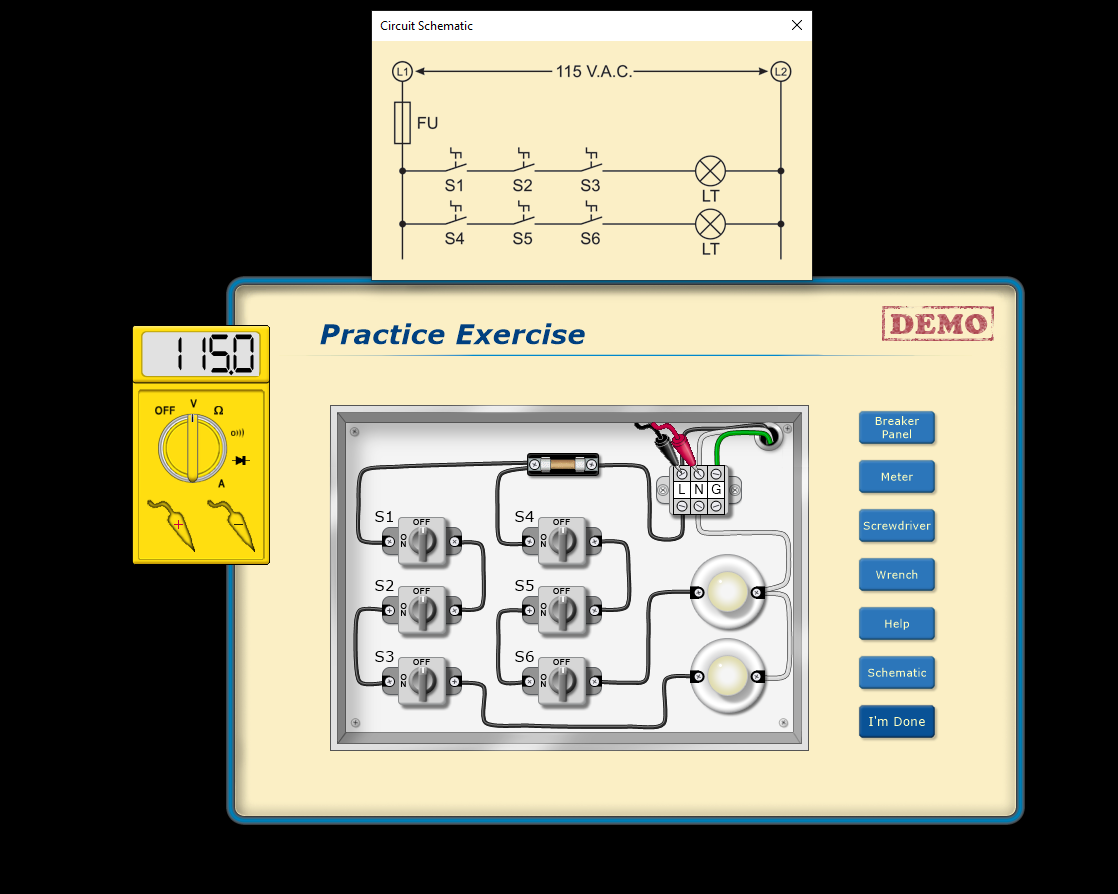 Circuit Schematic
L1
115 V.A.C.
L2
FU
S1 S2 S3
LT
S4 S5 S6
LT
Practice Exercise
DEMO
115.0
OFF V Ω
A
+ −
L N G
S1 OFF ON
S4 OFF ON
S2 OFF ON
S5 OFF ON
S3 OFF ON
S6 OFF ON
Breaker
Panel
Meter
Screwdriver
Wrench
Help
Schematic
I'm Done